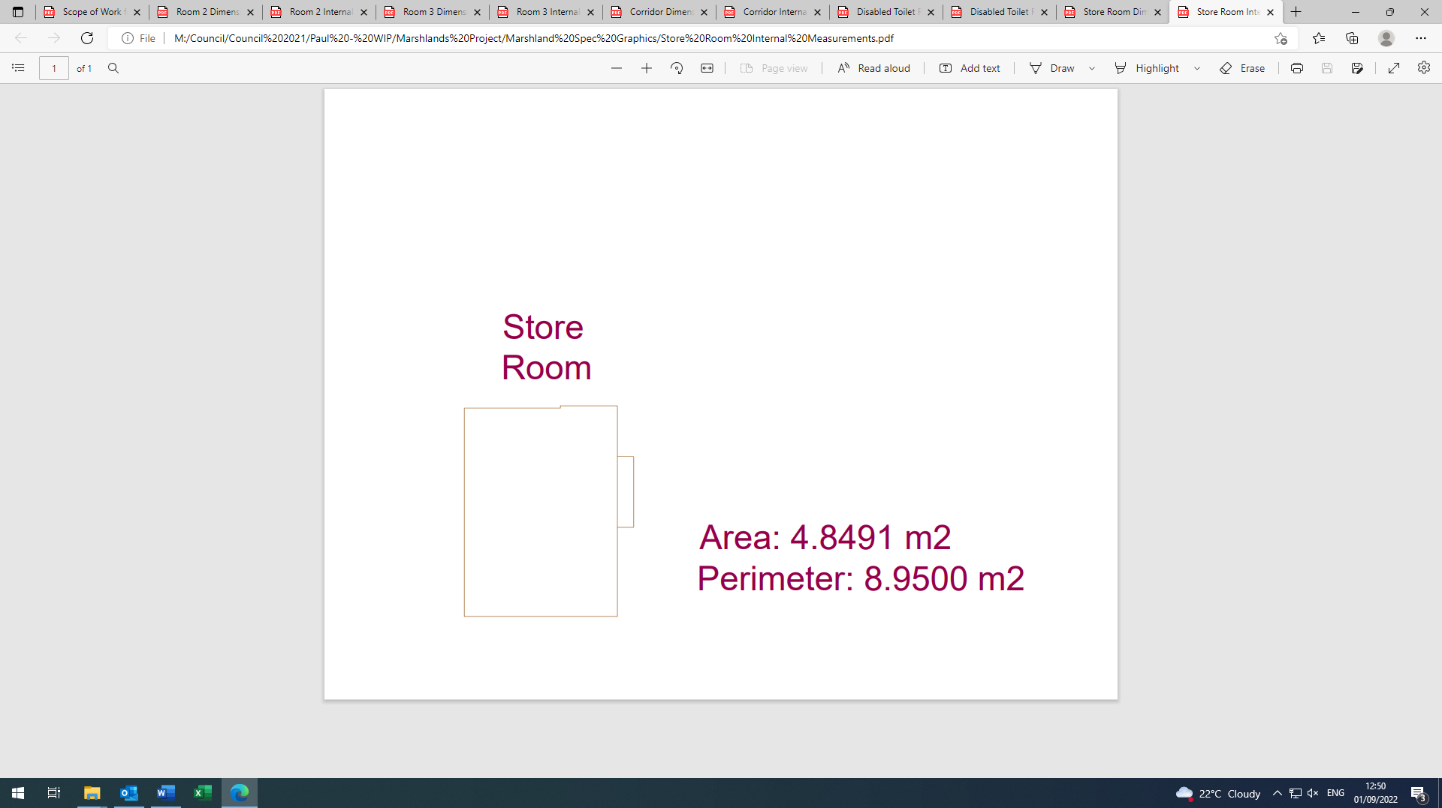 Scope of Work
Room 2 Dimens
Room 2 Internal
Room 3 Dimens
Room 3 Internal
Corridor Dimen
Corridor Interna
Disabled Toilet
Disabled Toilet
Store Room Dim
Store Room Inte
File
M:/Council/Council%202021/Paul%20-%20WIP/Marshlands%20Project/Marshland%20Spec%20Graphics/Store%20Room%20Internal%20Measurements.pdf
1 of 1
Page view
Read aloud
Add text
Draw
Highlight
Erase
Store
Room
Area: 4.8491 m2
Perimeter: 8.9500 m2
22°C Cloudy
ENG
12:50
01/09/2022
3